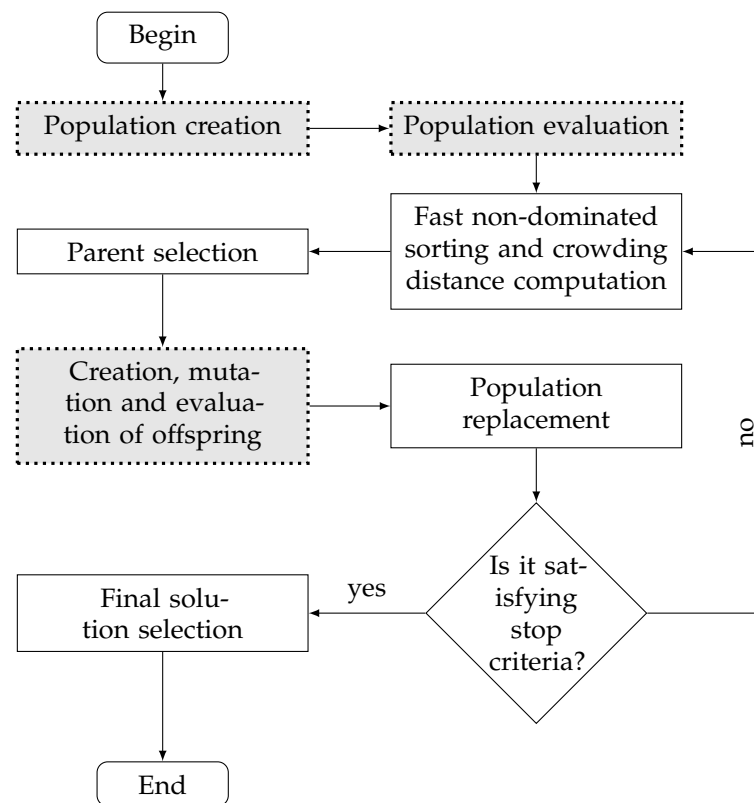 Begin
Population creation
Population evaluation
Fast non-dominated
sorting and crowding
distance computation
Parent selection
Creation, muta-
tion and evalua-
tion of offspring
Population
replacement
no
Is it sat-
isfying
stop
criteria?
yes
Final solu-
tion selection
End